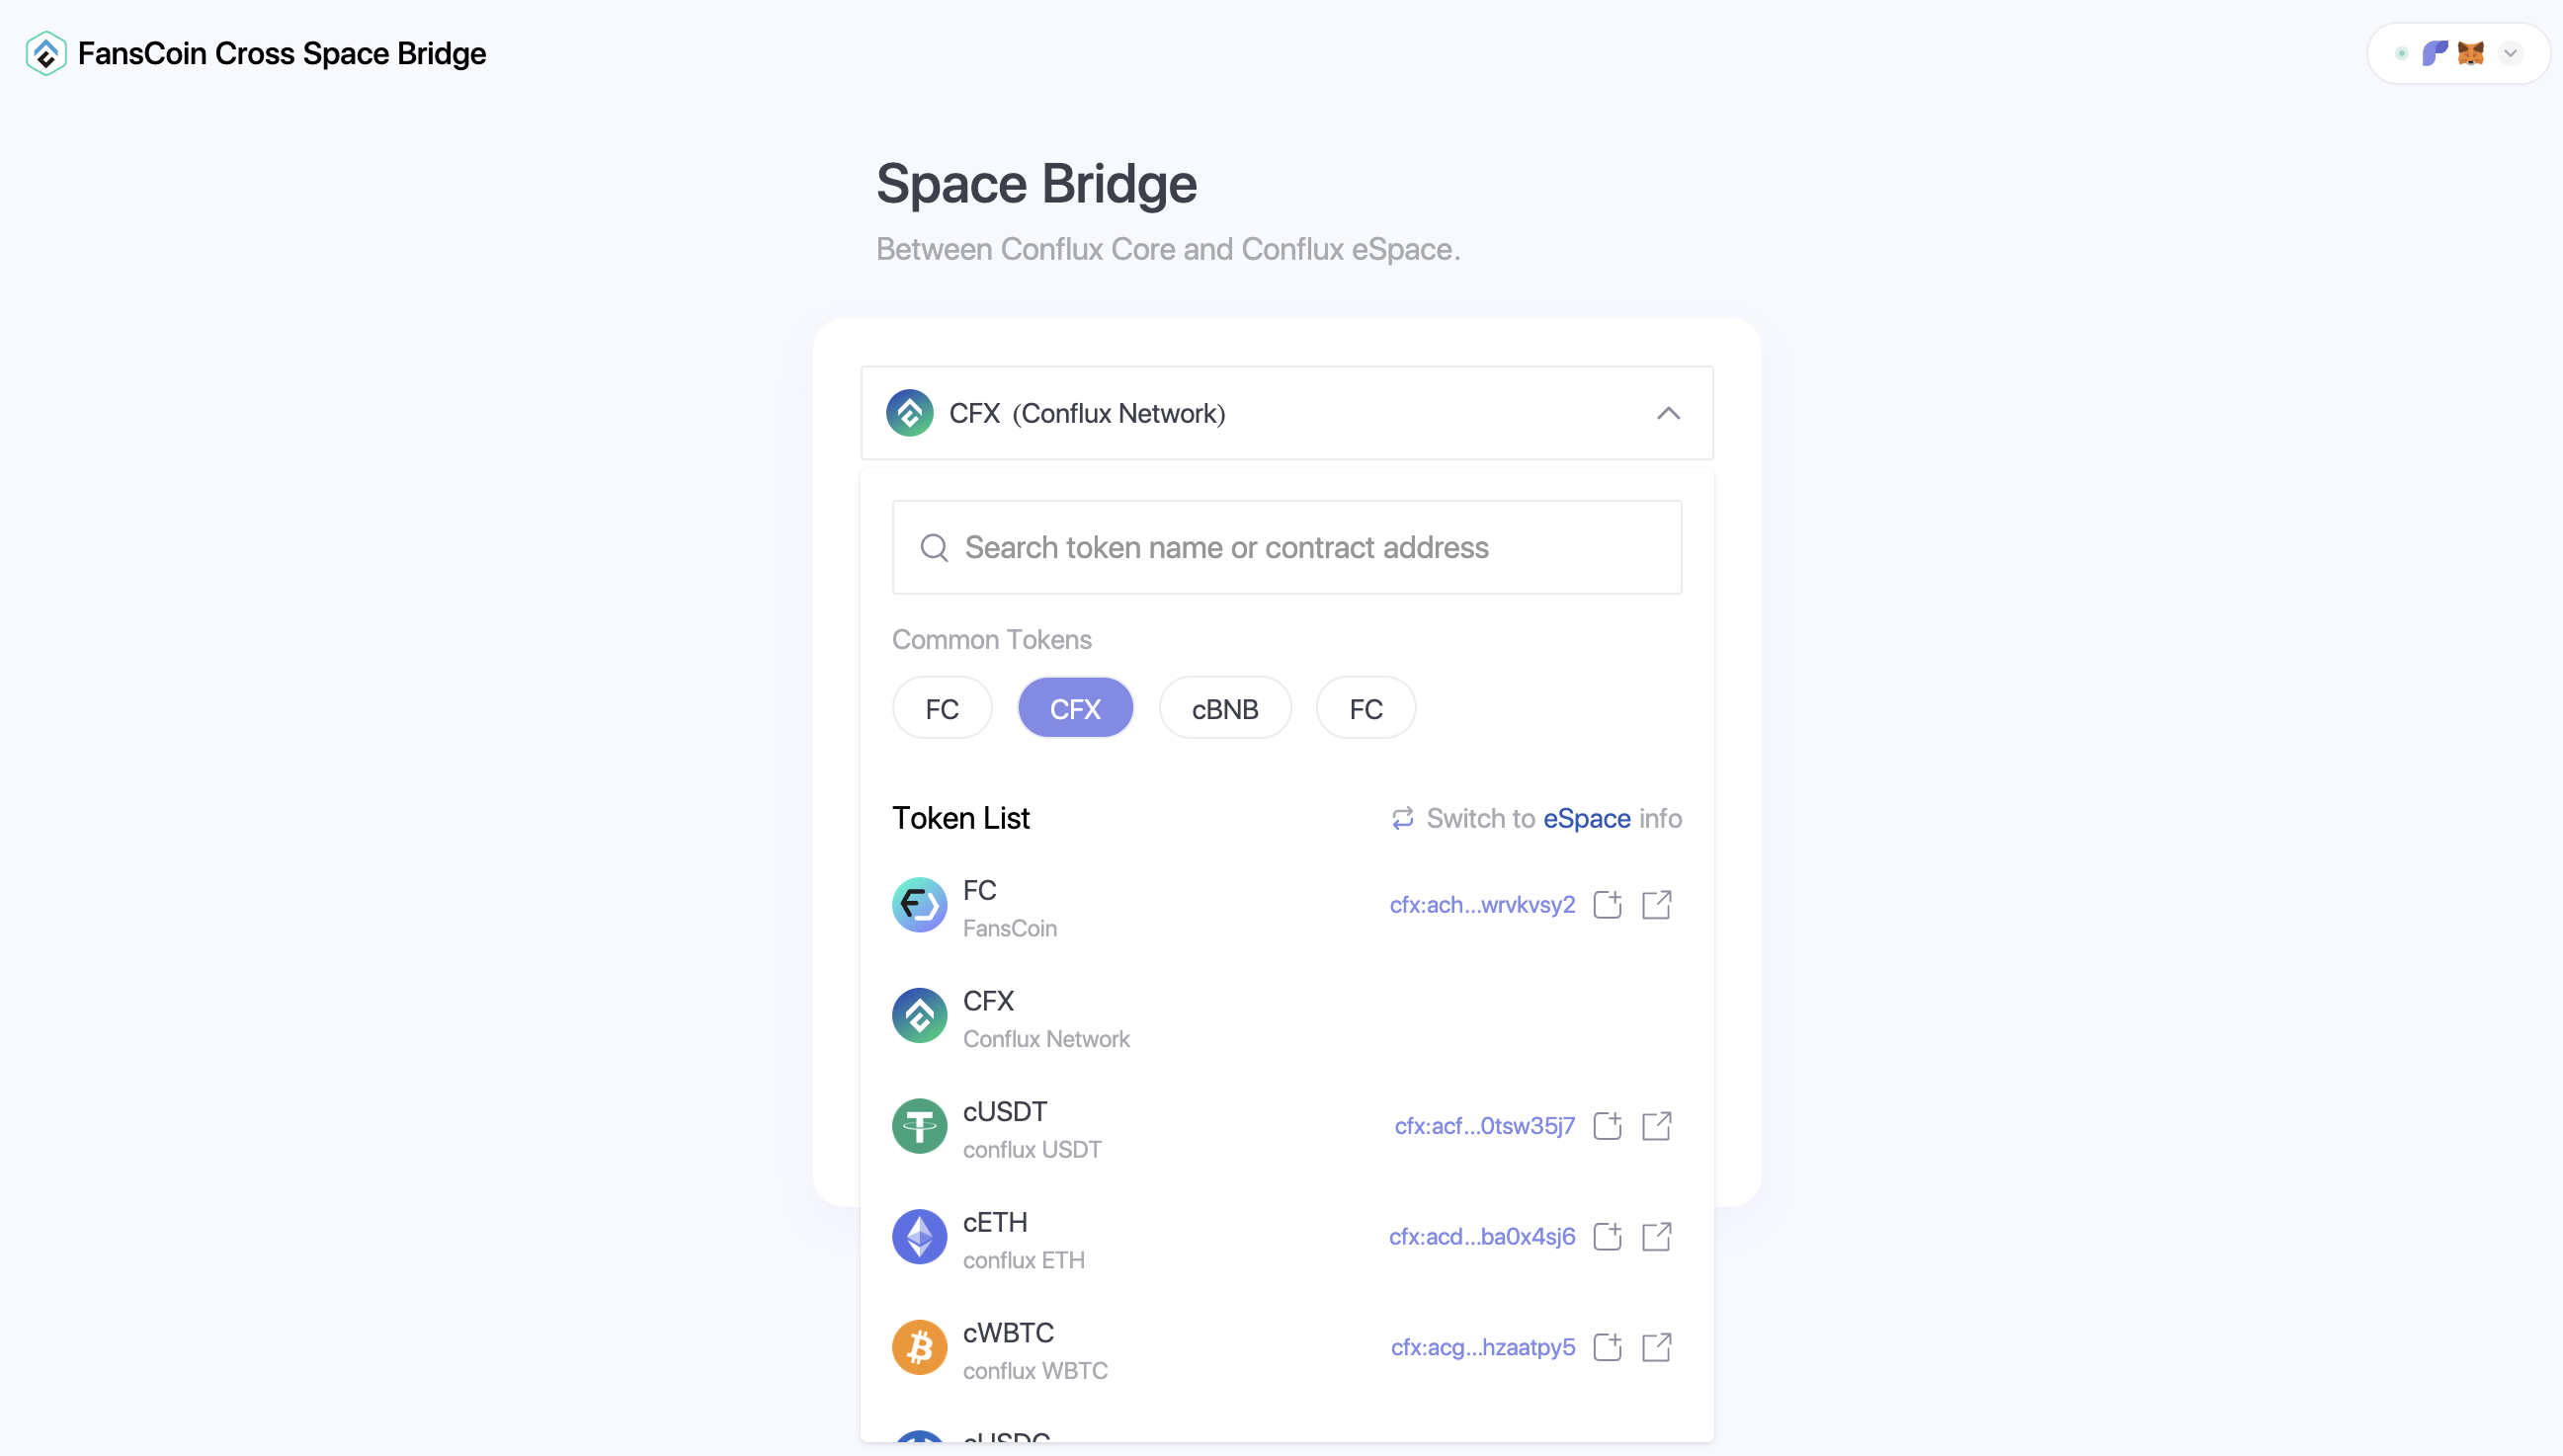 FansCoin Cross Space Bridge
Space Bridge
Between Conflux Core and Conflux eSpace.
CFX（Conflux Network）
Search token name or contract address
Common Tokens
FC CFX cBNB FC
Token List
Switch to eSpace info
FC
FansCoin
cfx:ach...wrvkvsy2
CFX
Conflux Network
cUSDT
conflux USDT
cfx:acf...0tsw35j7
cETH
conflux ETH
cfx:acd...ba0x4sj6
cWBTC
conflux WBTC
cfx:acg...hzaatpy5
cUSDC